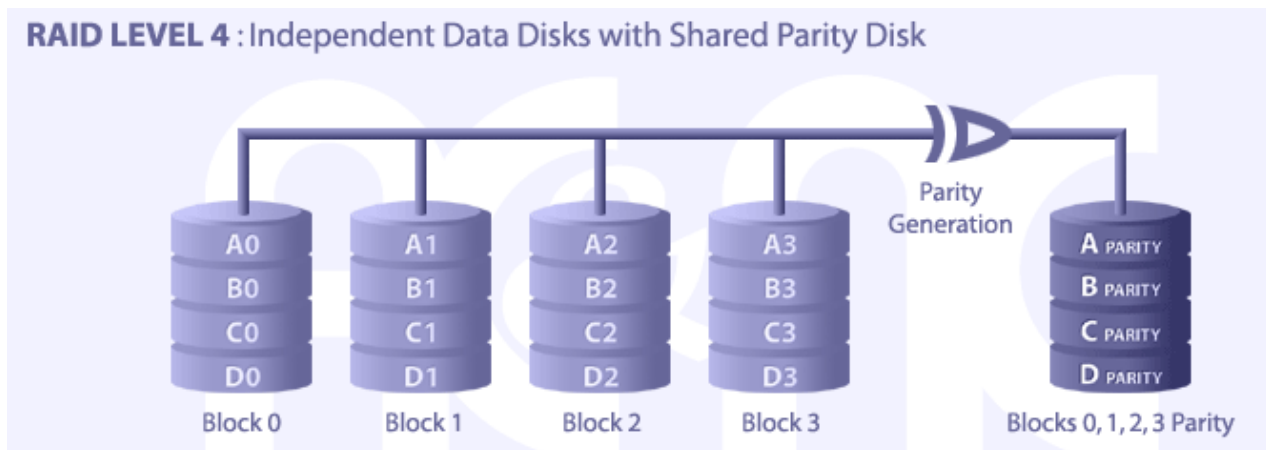 RAID LEVEL 4 : Independent Data Disks with Shared Parity Disk
Parity
Generation
A0 A1 A2 A3 A PARITY
B0 B1 B2 B3 B PARITY
C0 C1 C2 C3 C PARITY
D0 D1 D2 D3 D PARITY
Block 0 Block 1 Block 2 Block 3 Blocks 0, 1, 2, 3 Parity